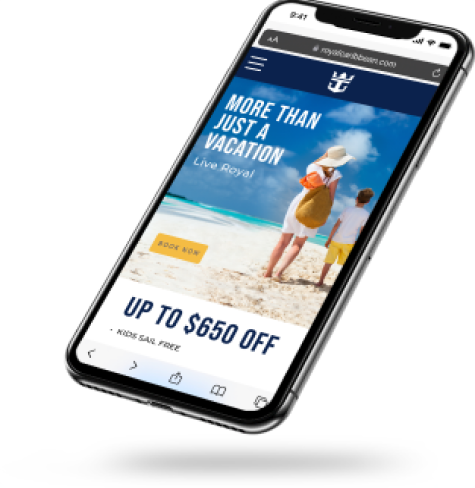 9:41
AA royalcaribbean.com
MORE THAN
JUST A
VACATION
Live Royal
BOOK NOW
UP TO $650 OFF
• KIDS SAIL FREE